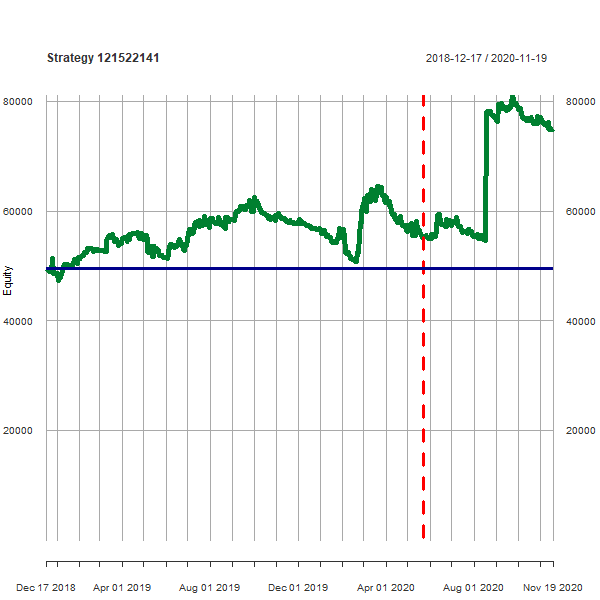 Strategy 121522141
2018-12-17 / 2020-11-19
80000 80000
60000 60000
40000 40000
20000 20000
Equity
Dec 17 2018 Apr 01 2019 Aug 01 2019 Dec 01 2019 Apr 01 2020 Aug 01 2020 Nov 19 2020